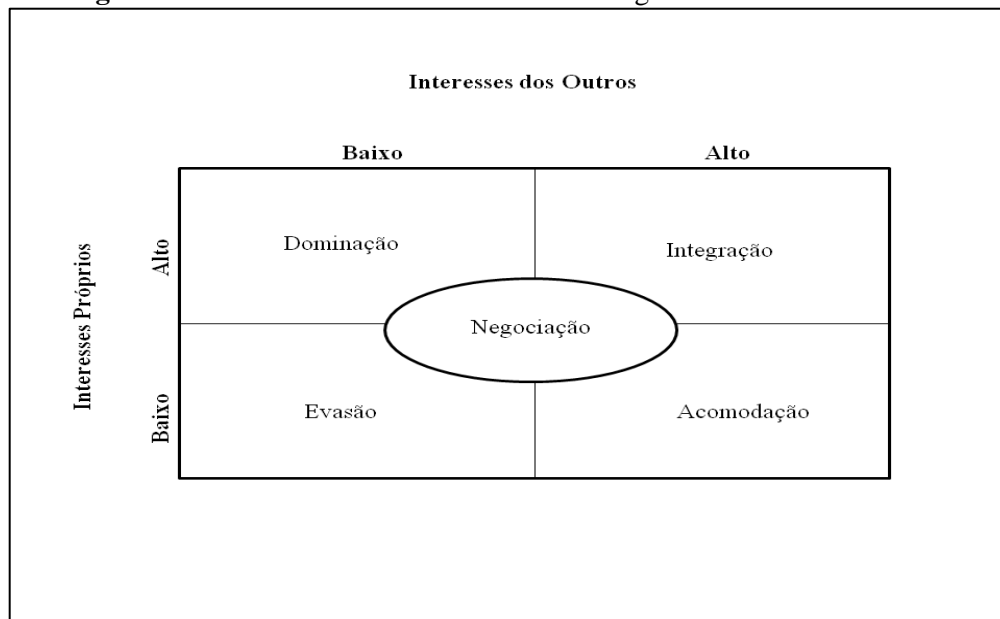 Interesses dos Outros
Baixo Alto
Interesses Próprios
Alto
Dominação Integração
Negociação
Baixo
Evasão Acomodação